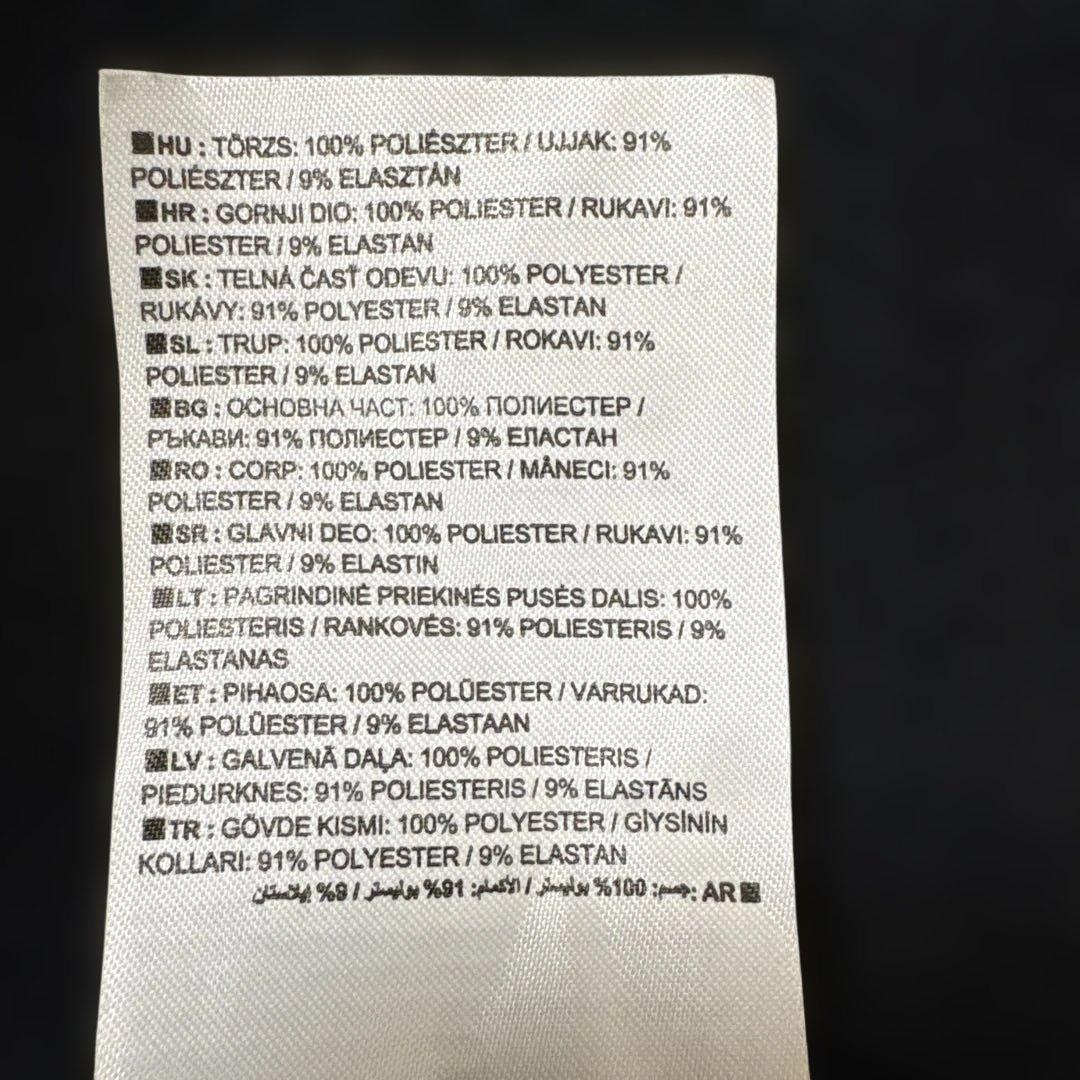 HU : TÖRZS: 100% POLIÉSZTER / UJJAK: 91%
POLIÉSZTER / 9% ELASZTÁN
HR : GORNJI DIO: 100% POLIESTER / RUKAVI: 91%
POLIESTER / 9% ELASTAN
SK : TELNÁ ČASŤ ODEVU: 100% POLYESTER /
RUKÁVY: 91% POLYESTER / 9% ELASTAN
SL : TRUP: 100% POLIESTER / ROKAVI: 91%
POLIESTER / 9% ELASTAN
BG : ОСНОВНА ЧАСТ: 100% ПОЛИЕСТЕР /
РЪКАВИ: 91% ПОЛИЕСТЕР / 9% ЕЛАСТАН
RO : CORP: 100% POLIESTER / MÂNECI: 91%
POLIESTER / 9% ELASTAN
SR : GLAVNI DEO: 100% POLIESTER / RUKAVI: 91%
POLIESTER / 9% ELASTIN
LT : PAGRINDINĖ PRIEKINĖS PUSĖS DALIS: 100%
POLIESTERIS / RANKOVĖS: 91% POLIESTERIS / 9%
ELASTANAS
ET : PIHAOSA: 100% POLÜESTER / VARRUKAD:
91% POLÜESTER / 9% ELASTAAN
LV : GALVENĀ DAĻA: 100% POLIESTERIS /
PIEDURKNES: 91% POLIESTERIS / 9% ELASTĀNS
TR : GÖVDE KISMI: 100% POLYESTER / GİYSİNİN
KOLLARI: 91% POLYESTER / 9% ELASTAN
AR : جسم: 100% بوليستر / الأكمام: 91% بوليستر / 9% إيلاستان